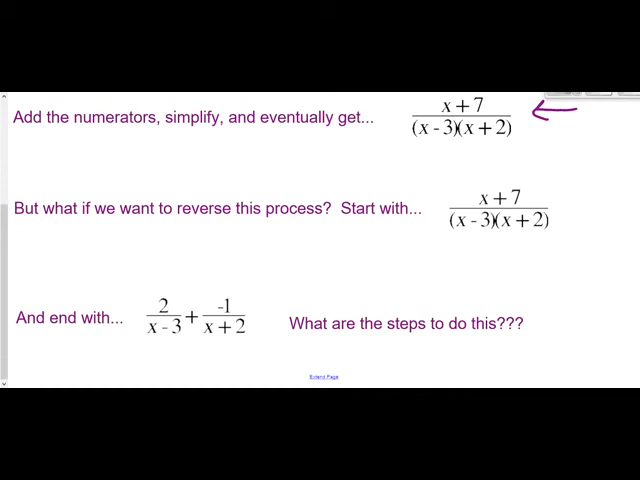 Add the numerators, simplify, and eventually get... x + 7
(x - 3)(x + 2)
But what if we want to reverse this process? Start with... x + 7
(x - 3)(x + 2)
And end with... 2/(x - 3) + -1/(x + 2) What are the steps to do this???
Extend Page